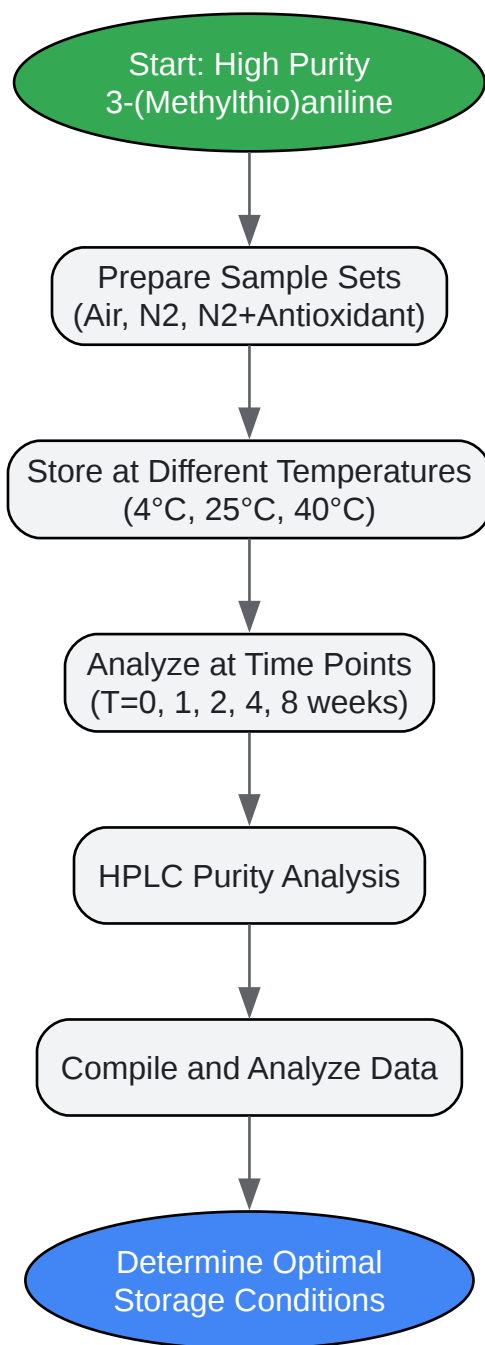 Start: High Purity
3-(Methylthio)aniline
Prepare Sample Sets
(Air, N2, N2+Antioxidant)
Store at Different Temperatures
(4°C, 25°C, 40°C)
Analyze at Time Points
(T=0, 1, 2, 4, 8 weeks)
HPLC Purity Analysis
Compile and Analyze Data
Determine Optimal
Storage Conditions